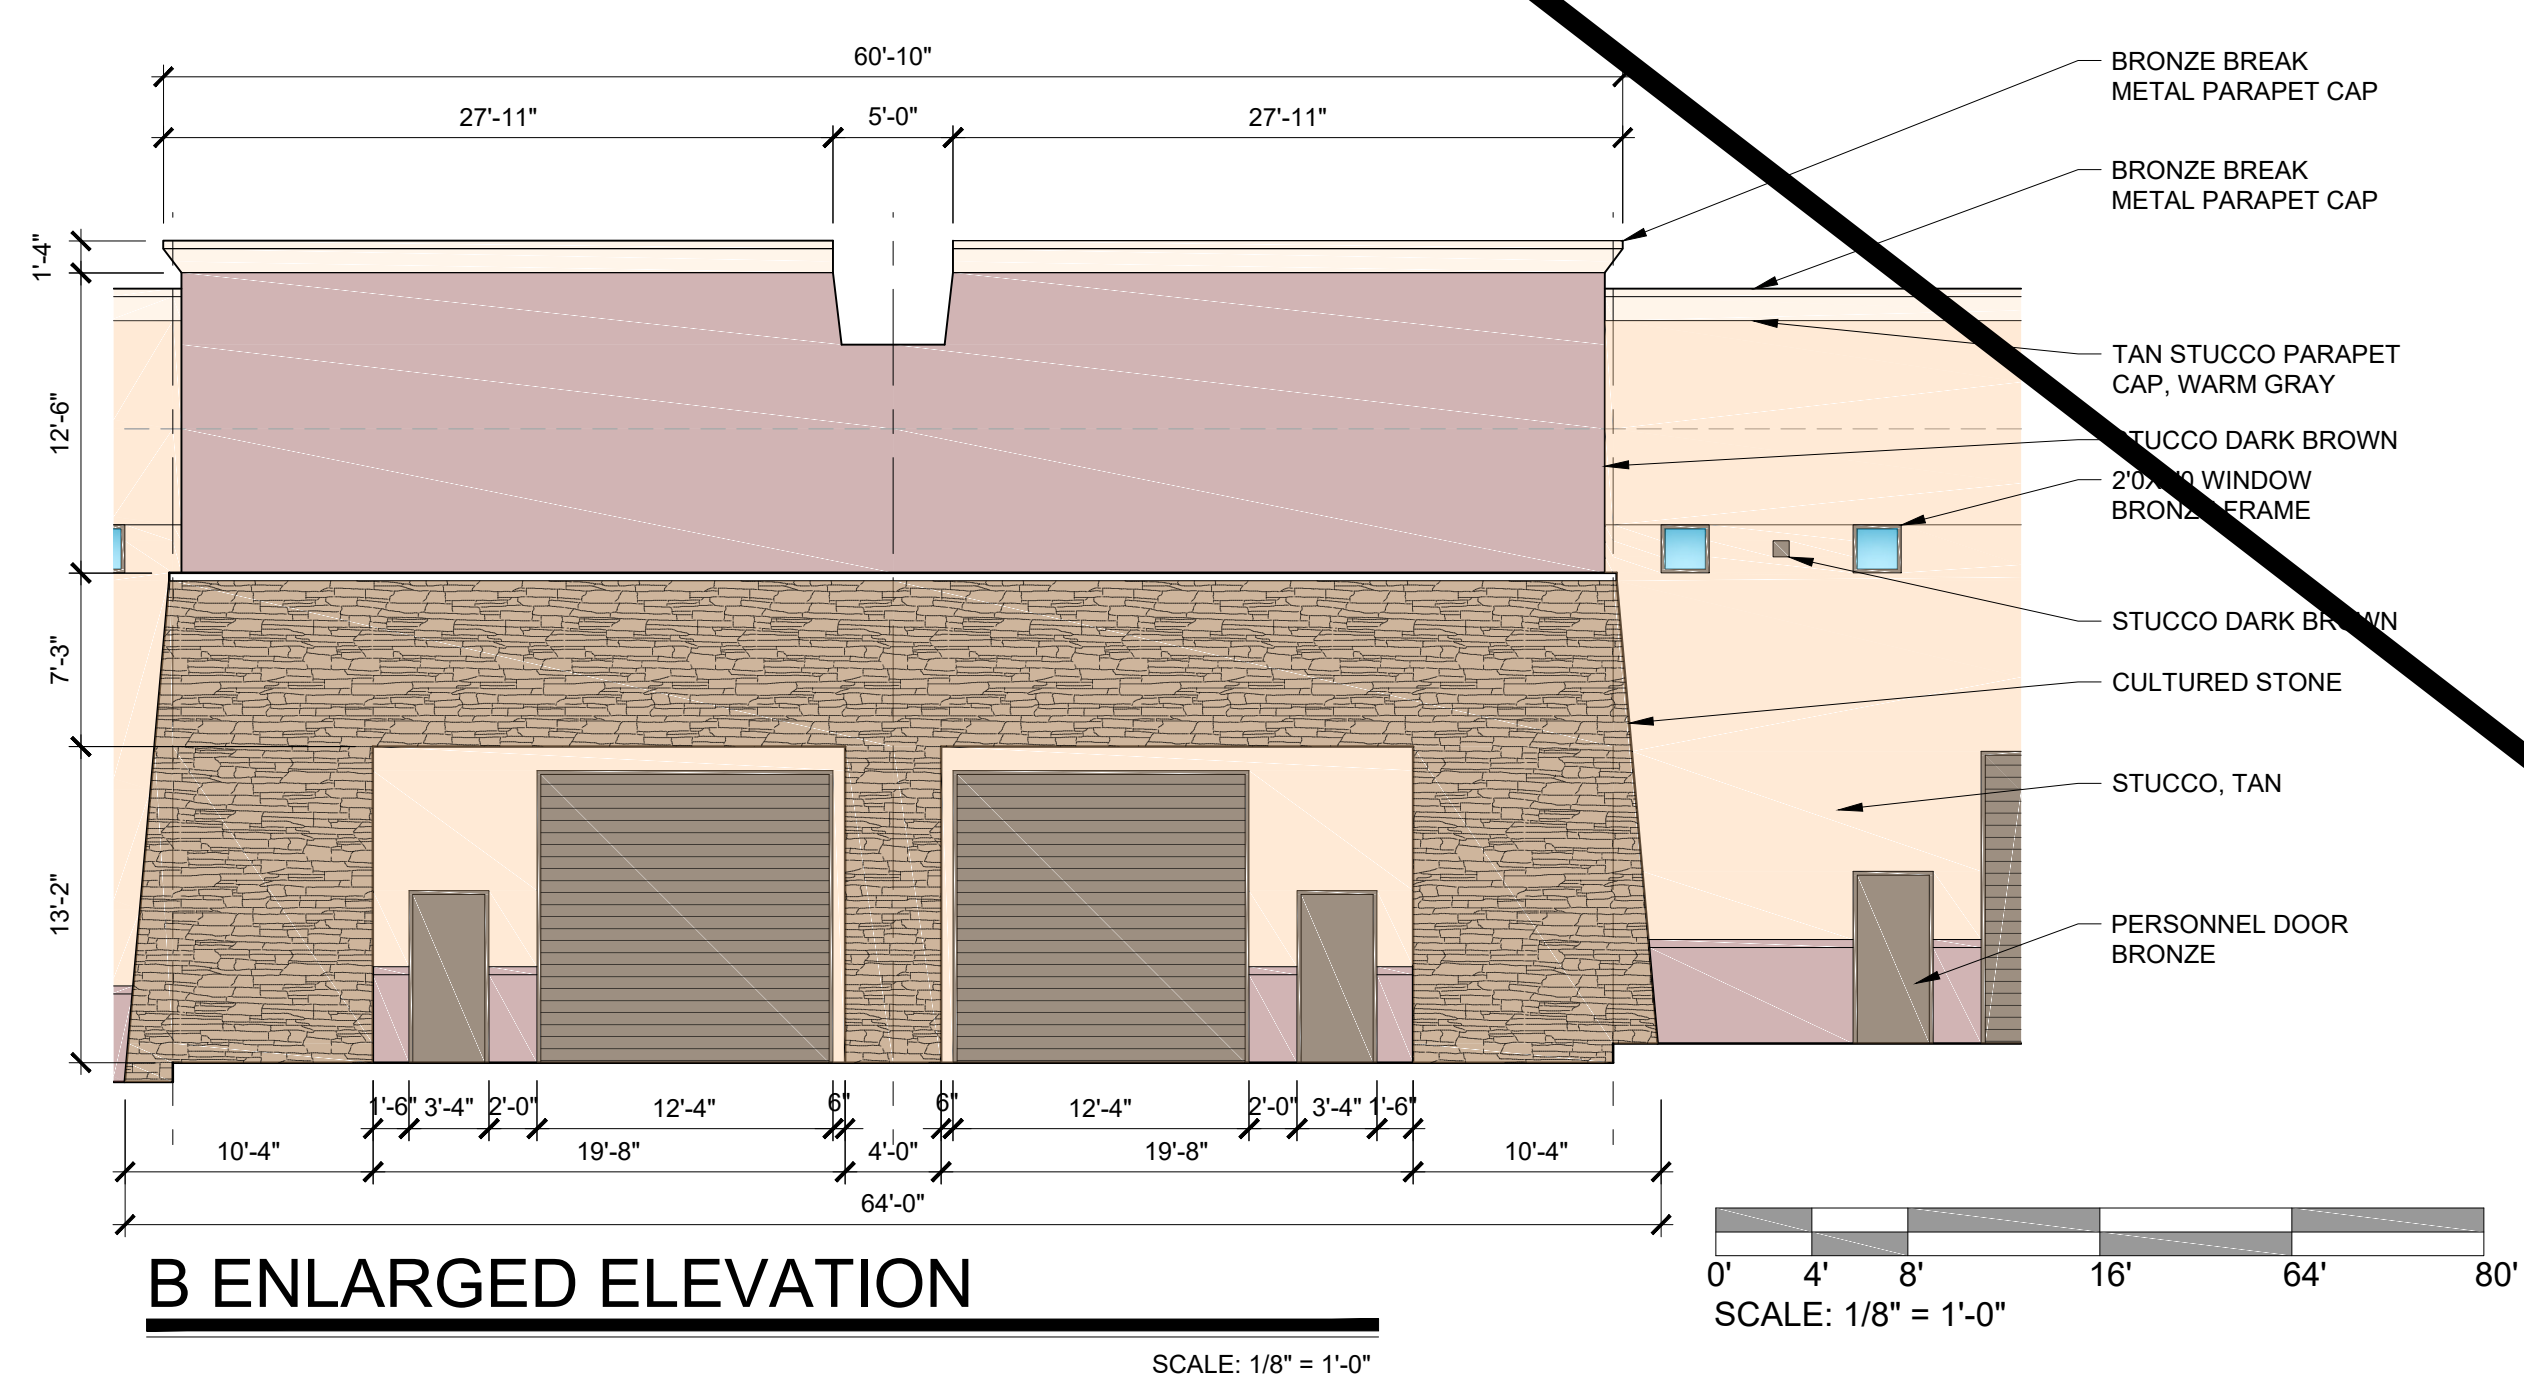 60'-10"
27'-11" 5'-0" 27'-11"
BRONZE BREAK
METAL PARAPET CAP
BRONZE BREAK
METAL PARAPET CAP
TAN STUCCO PARAPET
CAP, WARM GRAY
DARK BROWN
WINDOW
FRAME
STUCCO DARK
CULTURED STONE
STUCCO, TAN
PERSONNEL DOOR
BRONZE
1'-4"
12'-6"
7'-3"
13'-2"
1'-6" 3'-4" 2'-0" 12'-4" 6" 6" 12'-4" 2'-0" 3'-4" 1'-6"
10'-4" 19'-8" 4'-0" 19'-8" 10'-4"
64'-0"
B ENLARGED ELEVATION
SCALE: 1/8" = 1'-0"
0' 4' 8' 16' 64' 80'
SCALE: 1/8" = 1'-0"